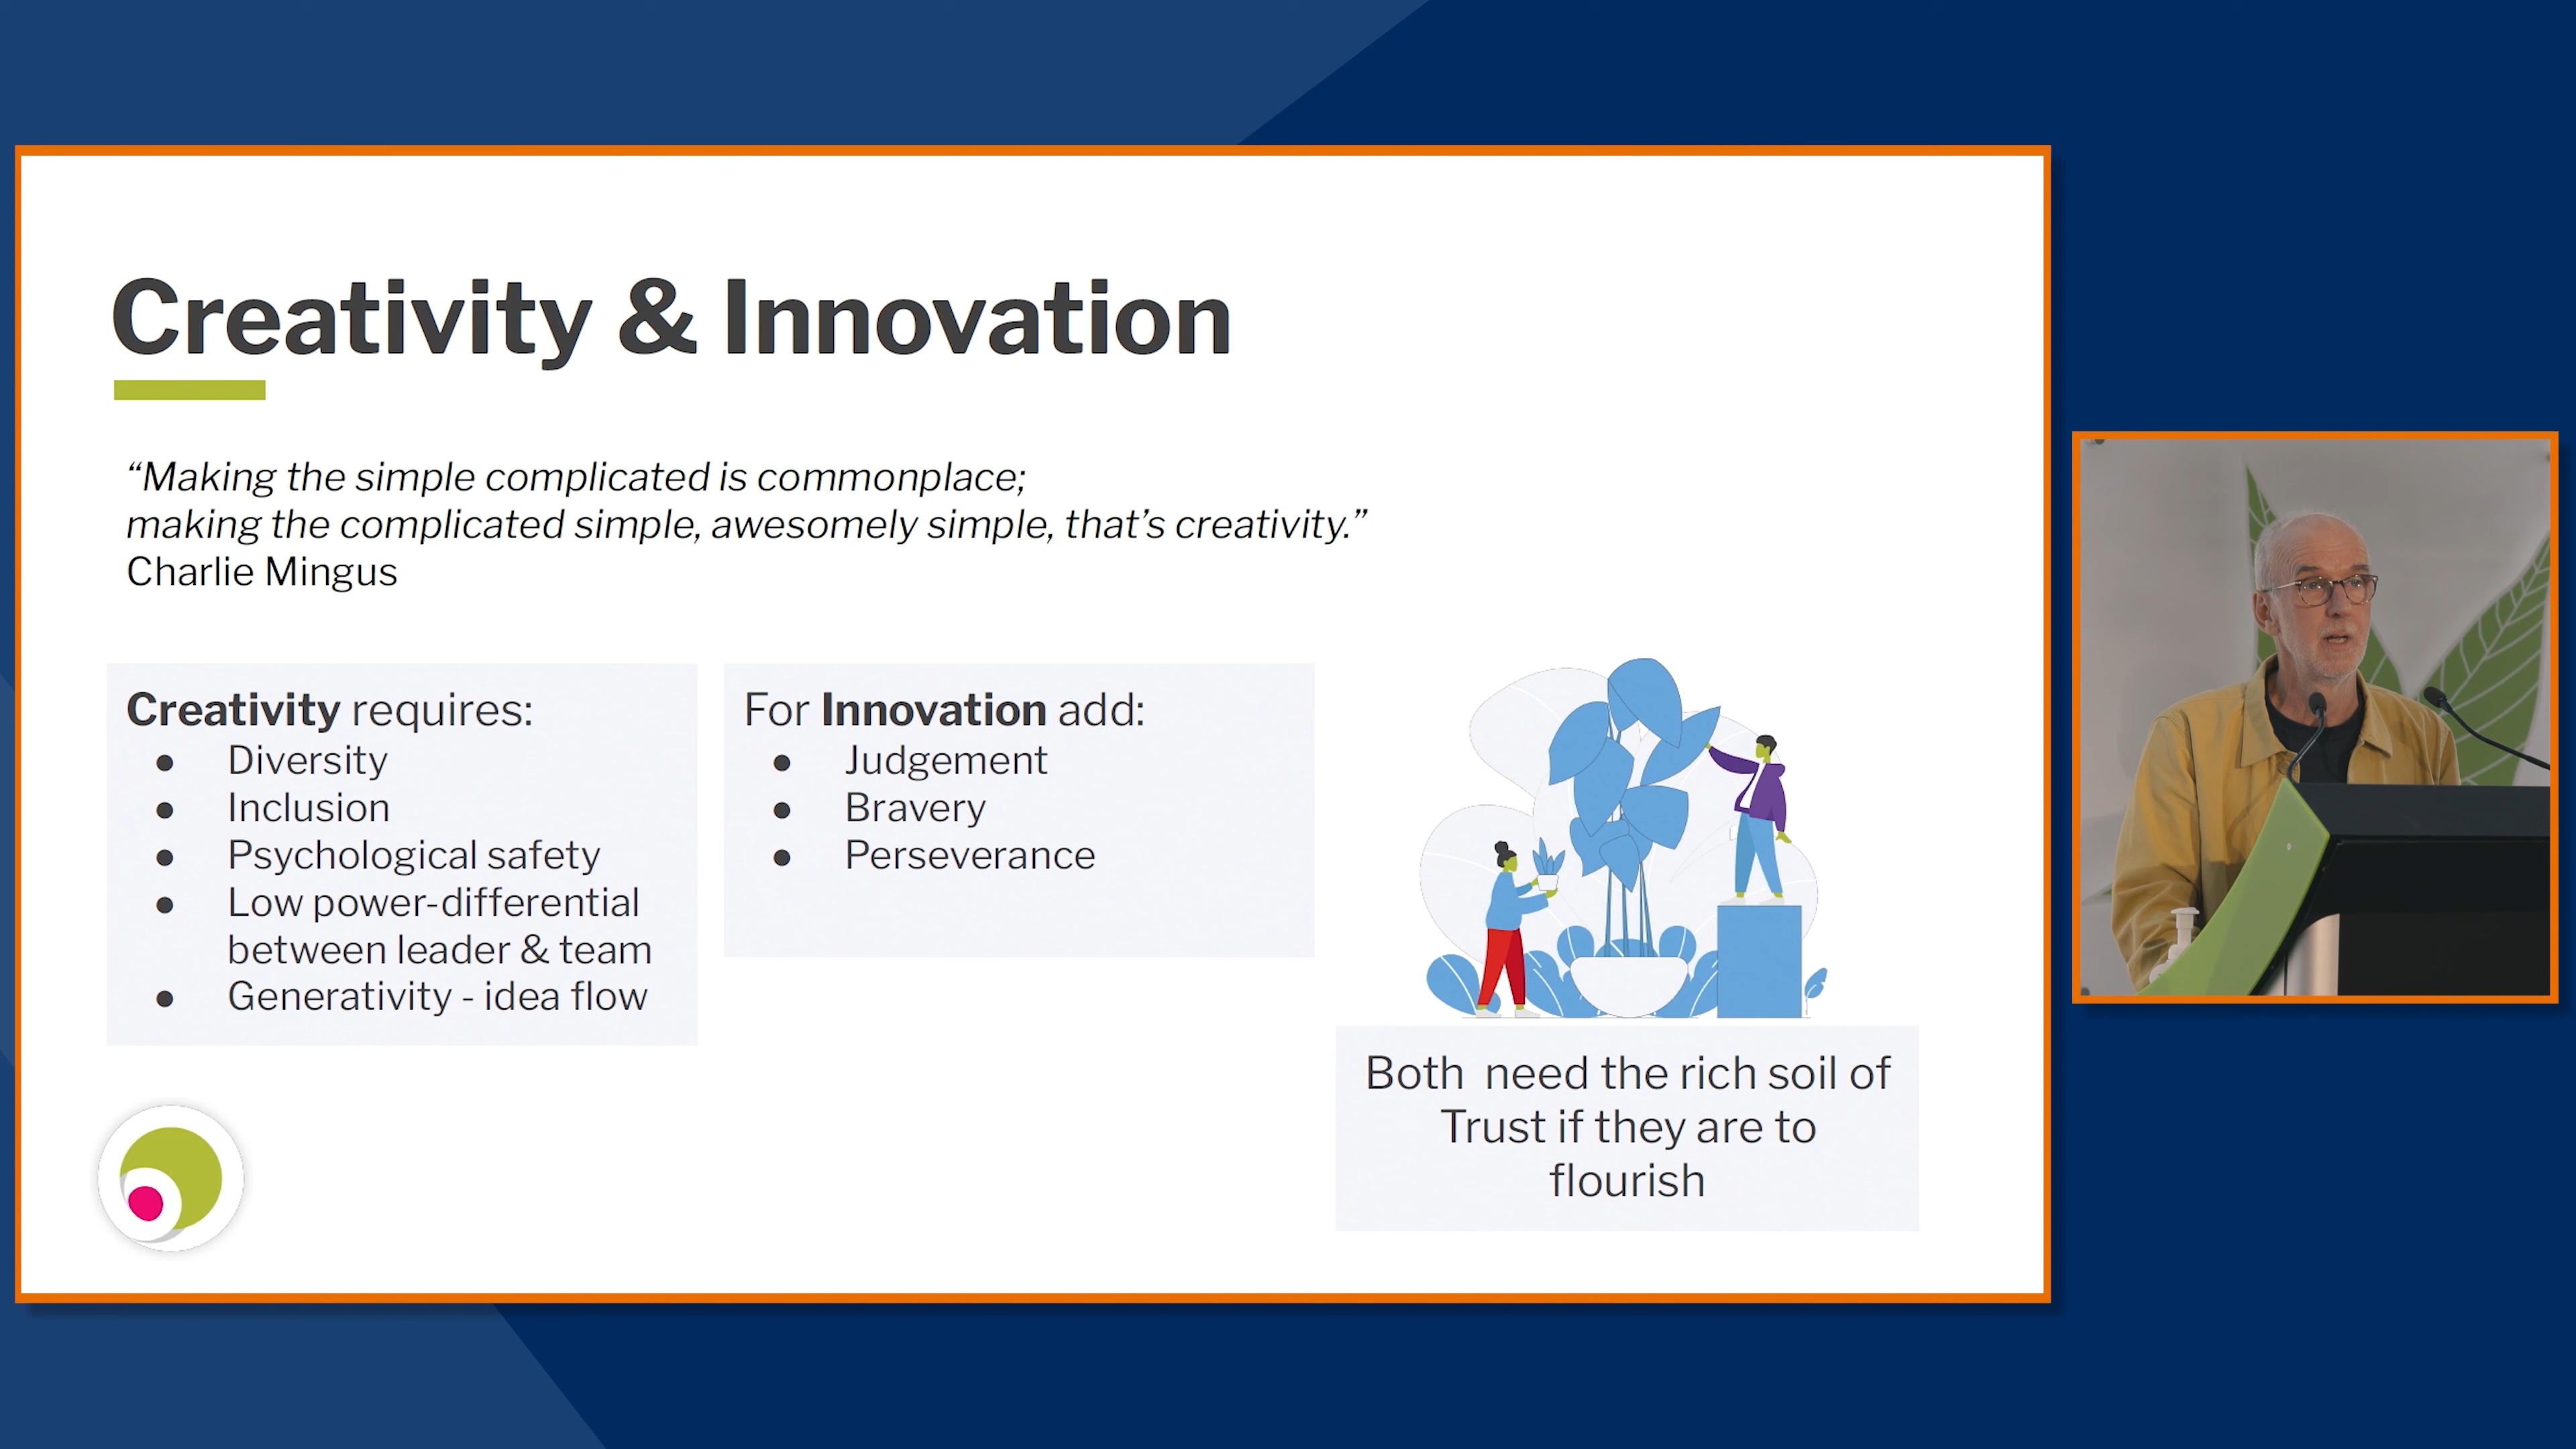 Creativity & Innovation
“Making the simple complicated is commonplace;
making the complicated simple, awesomely simple, that’s creativity.”
Charlie Mingus
Creativity requires:
● Diversity
● Inclusion
● Psychological safety
● Low power-differential
between leader & team
● Generativity - idea flow
For Innovation add:
● Judgement
● Bravery
● Perseverance
Both need the rich soil of
Trust if they are to
flourish